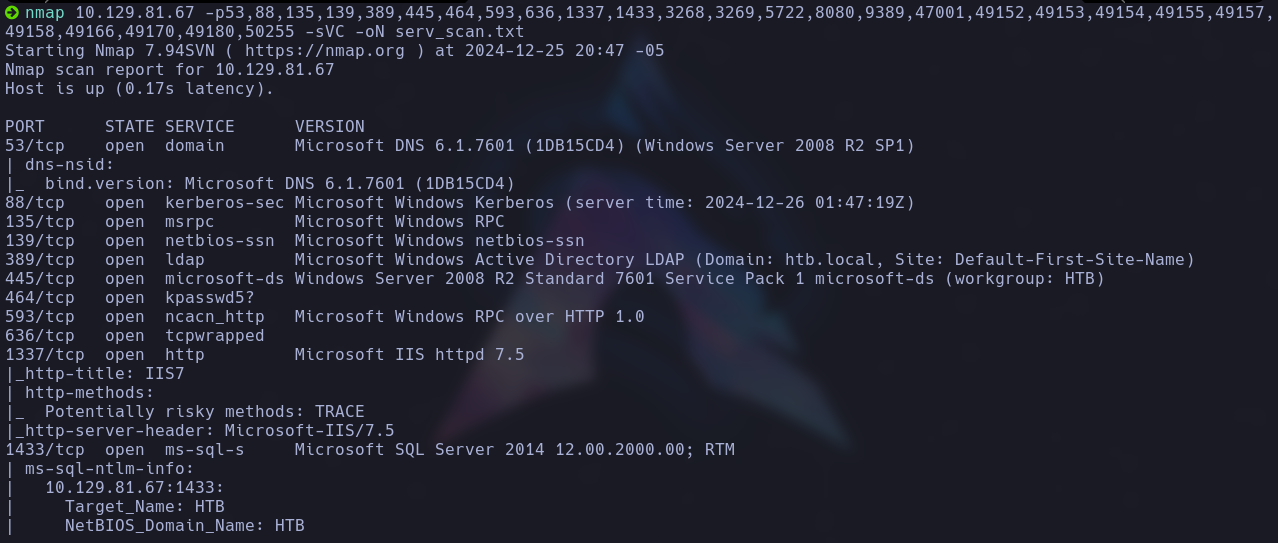 nmap 10.129.81.67 -p53,88,135,139,389,445,464,593,636,1337,1433,3268,3269,5722,8080,9389,47001,49152,49153,49154,49155,49157,
49158,49166,49170,49180,50255 -sVC -oN serv_scan.txt
Starting Nmap 7.94SVN ( https://nmap.org ) at 2024-12-25 20:47 -05
Nmap scan report for 10.129.81.67
Host is up (0.17s latency).

PORT      STATE SERVICE      VERSION
53/tcp    open  domain       Microsoft DNS 6.1.7601 (1DB15CD4) (Windows Server 2008 R2 SP1)
| dns-nsid:
|_  bind.version: Microsoft DNS 6.1.7601 (1DB15CD4)
88/tcp    open  kerberos-sec Microsoft Windows Kerberos (server time: 2024-12-26 01:47:19Z)
135/tcp   open  msrpc        Microsoft Windows RPC
139/tcp   open  netbios-ssn  Microsoft Windows netbios-ssn
389/tcp   open  ldap         Microsoft Windows Active Directory LDAP (Domain: htb.local, Site: Default-First-Site-Name)
445/tcp   open  microsoft-ds Windows Server 2008 R2 Standard 7601 Service Pack 1 microsoft-ds (workgroup: HTB)
464/tcp   open  kpasswd5?
593/tcp   open  ncacn_http   Microsoft Windows RPC over HTTP 1.0
636/tcp   open  tcpwrapped
1337/tcp  open  http         Microsoft IIS httpd 7.5
|_http-title: IIS7
| http-methods:
|_  Potentially risky methods: TRACE
|_http-server-header: Microsoft-IIS/7.5
1433/tcp  open  ms-sql-s     Microsoft SQL Server 2014 12.00.2000.00; RTM
| ms-sql-ntlm-info:
|   10.129.81.67:1433:
|     Target_Name: HTB
|     NetBIOS_Domain_Name: HTB